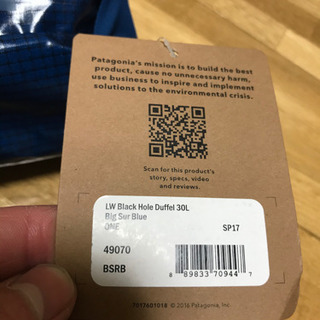 Patagonia's mission is to build the best
product, cause no unnecessary harm,
use business to inspire and implement
solutions to the environmental crisis.
Scan for this product's
story, specs, video
and reviews.
LW Black Hole Duffel 30L
Big Sur Blue
ONE
SP17
49070
BSRB
8 89833 70944 7
7017601018 © 2016 Patagonia, Inc.